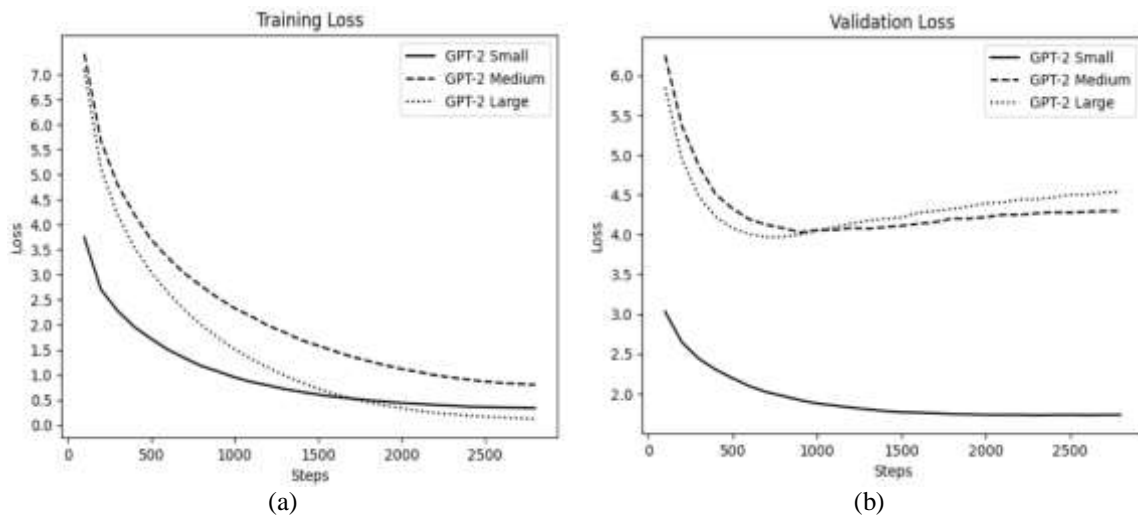 Training Loss
GPT-2 Small
GPT-2 Medium
GPT-2 Large
7.0
6.5
6.0
5.5
5.0
4.5
4.0
3.5
3.0
2.5
2.0
1.5
1.0
0.5
0.0
Loss
0 500 1000 1500 2000 2500
Steps
(a)
Validation Loss
GPT-2 Small
GPT-2 Medium
GPT-2 Large
6.0
5.5
5.0
4.5
4.0
3.5
3.0
2.5
2.0
Loss
0 500 1000 1500 2000 2500
Steps
(b)